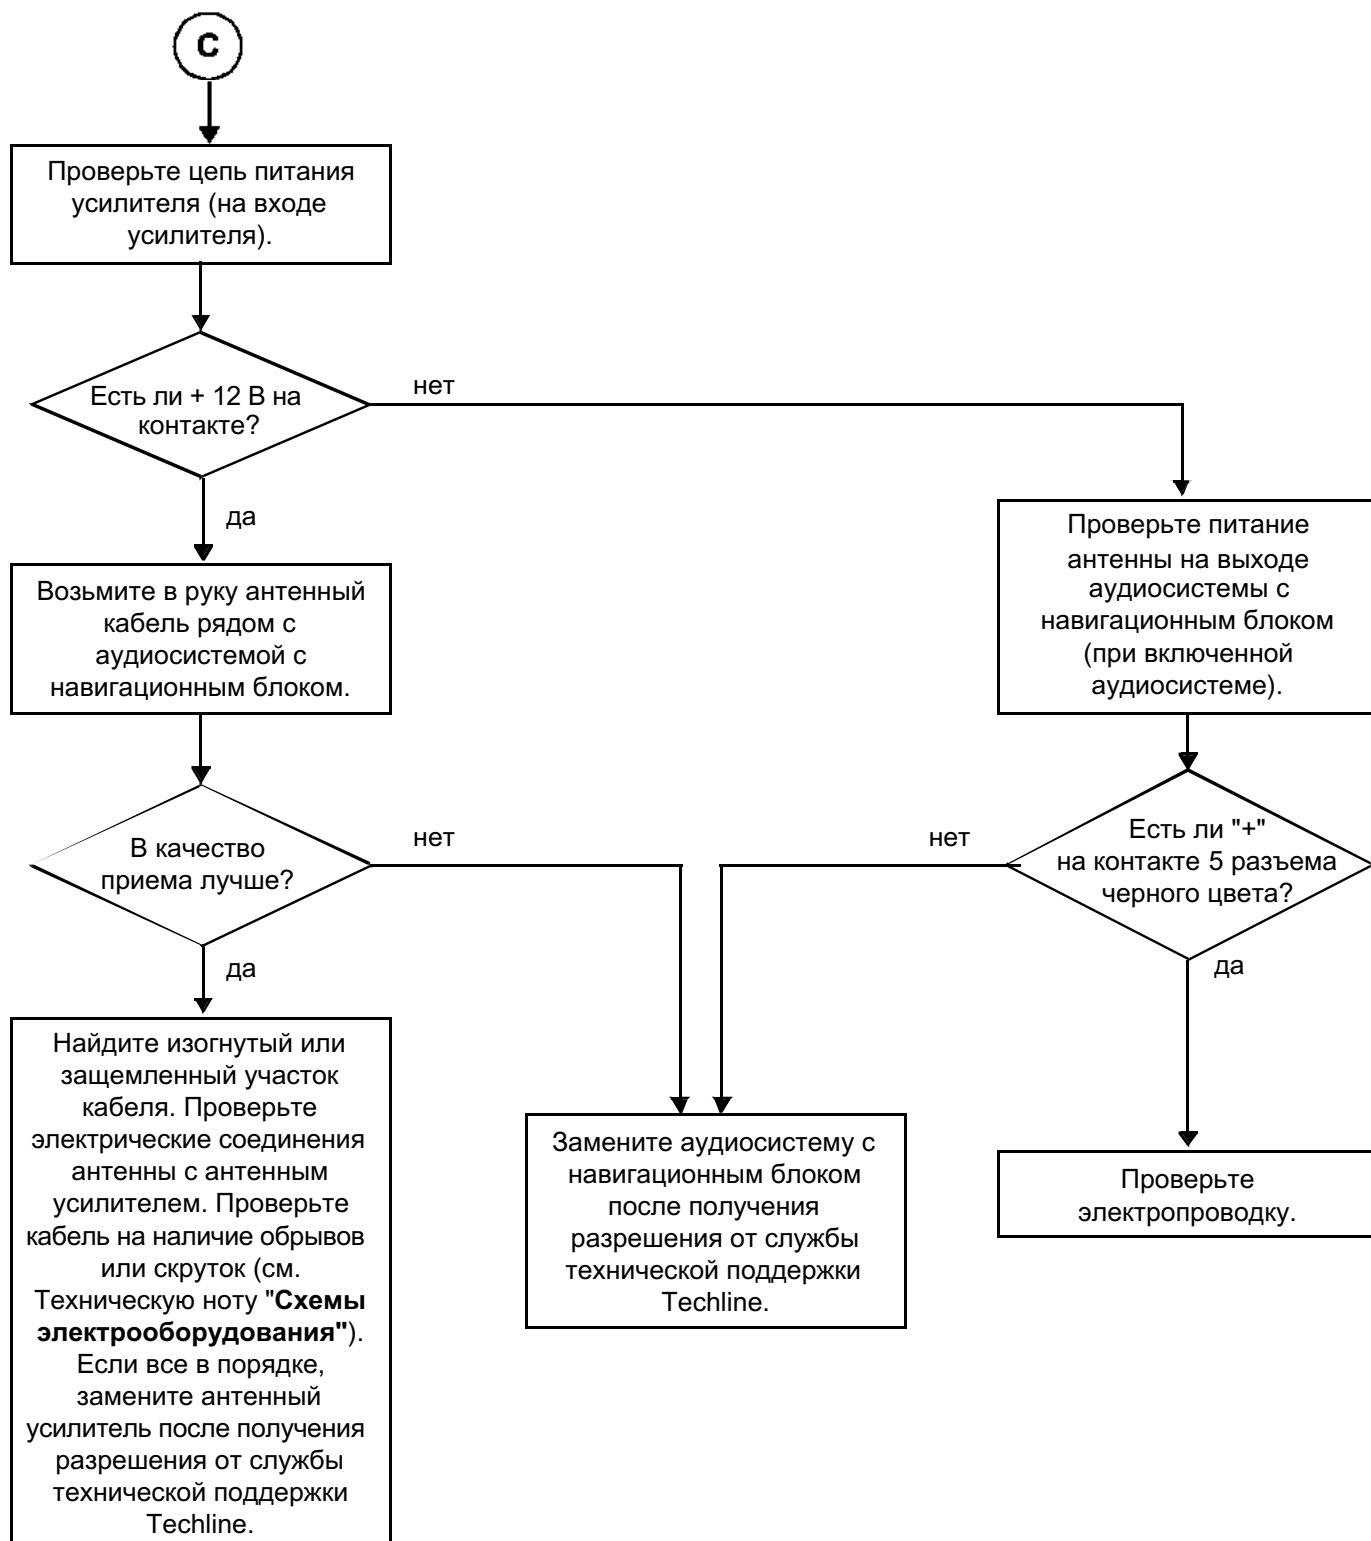 C
Проверьте цепь питания
усилителя (на входе
усилителя).
Есть ли + 12 В на
контакте?
нет
да
Проверьте питание
антенны на выходе
аудиосистемы с
навигационным блоком
(при включенной
аудиосистеме).
Возьмите в руку антенный
кабель рядом с
аудиосистемой с
навигационным блоком.
В качество
приема лучше?
нет
нет
Есть ли "+"
на контакте 5 разъема
черного цвета?
да
да
Найдите изогнутый или
защемленный участок
кабеля. Проверьте
электрические соединения
антенны с антенным
усилителем. Проверьте
кабель на наличие обрывов
или скруток (см.
Техническую ноту "Схемы
электрооборудования").
Если все в порядке,
замените антенный
усилитель после получения
разрешения от службы
технической поддержки
Techline.
Замените аудиосистему с
навигационным блоком
после получения
разрешения от службы
технической поддержки
Techline.
Проверьте
электропроводку.